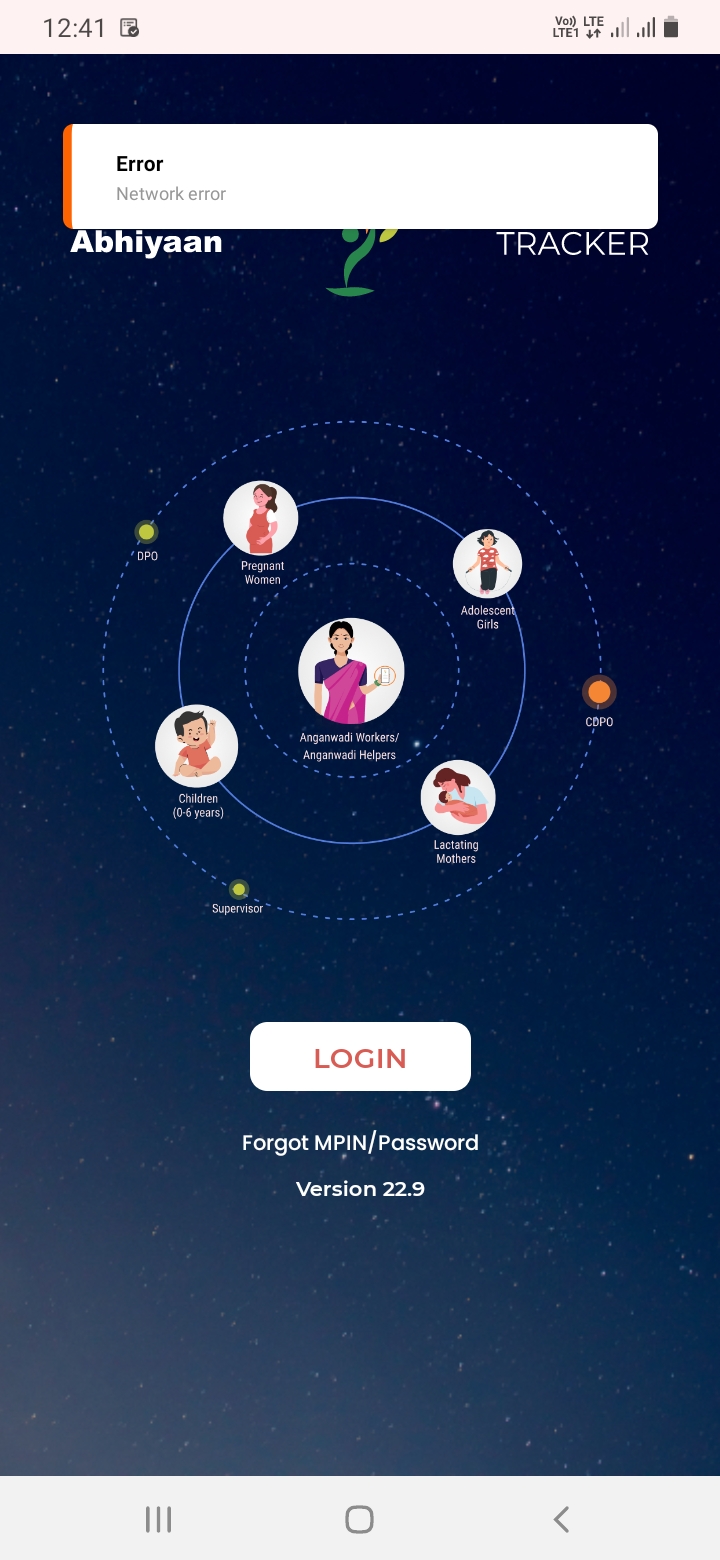 12:41
Vo) LTE
LTE1
Error
Network error
Abhiyaan
TRACKER
DPO
Pregnant
Women
Adolescent
Girls
CDPO
Anganwadi Workers/
Anganwadi Helpers
Children
(0-6 years)
Lactating
Mothers
Supervisor
LOGIN
Forgot MPIN/Password
Version 22.9